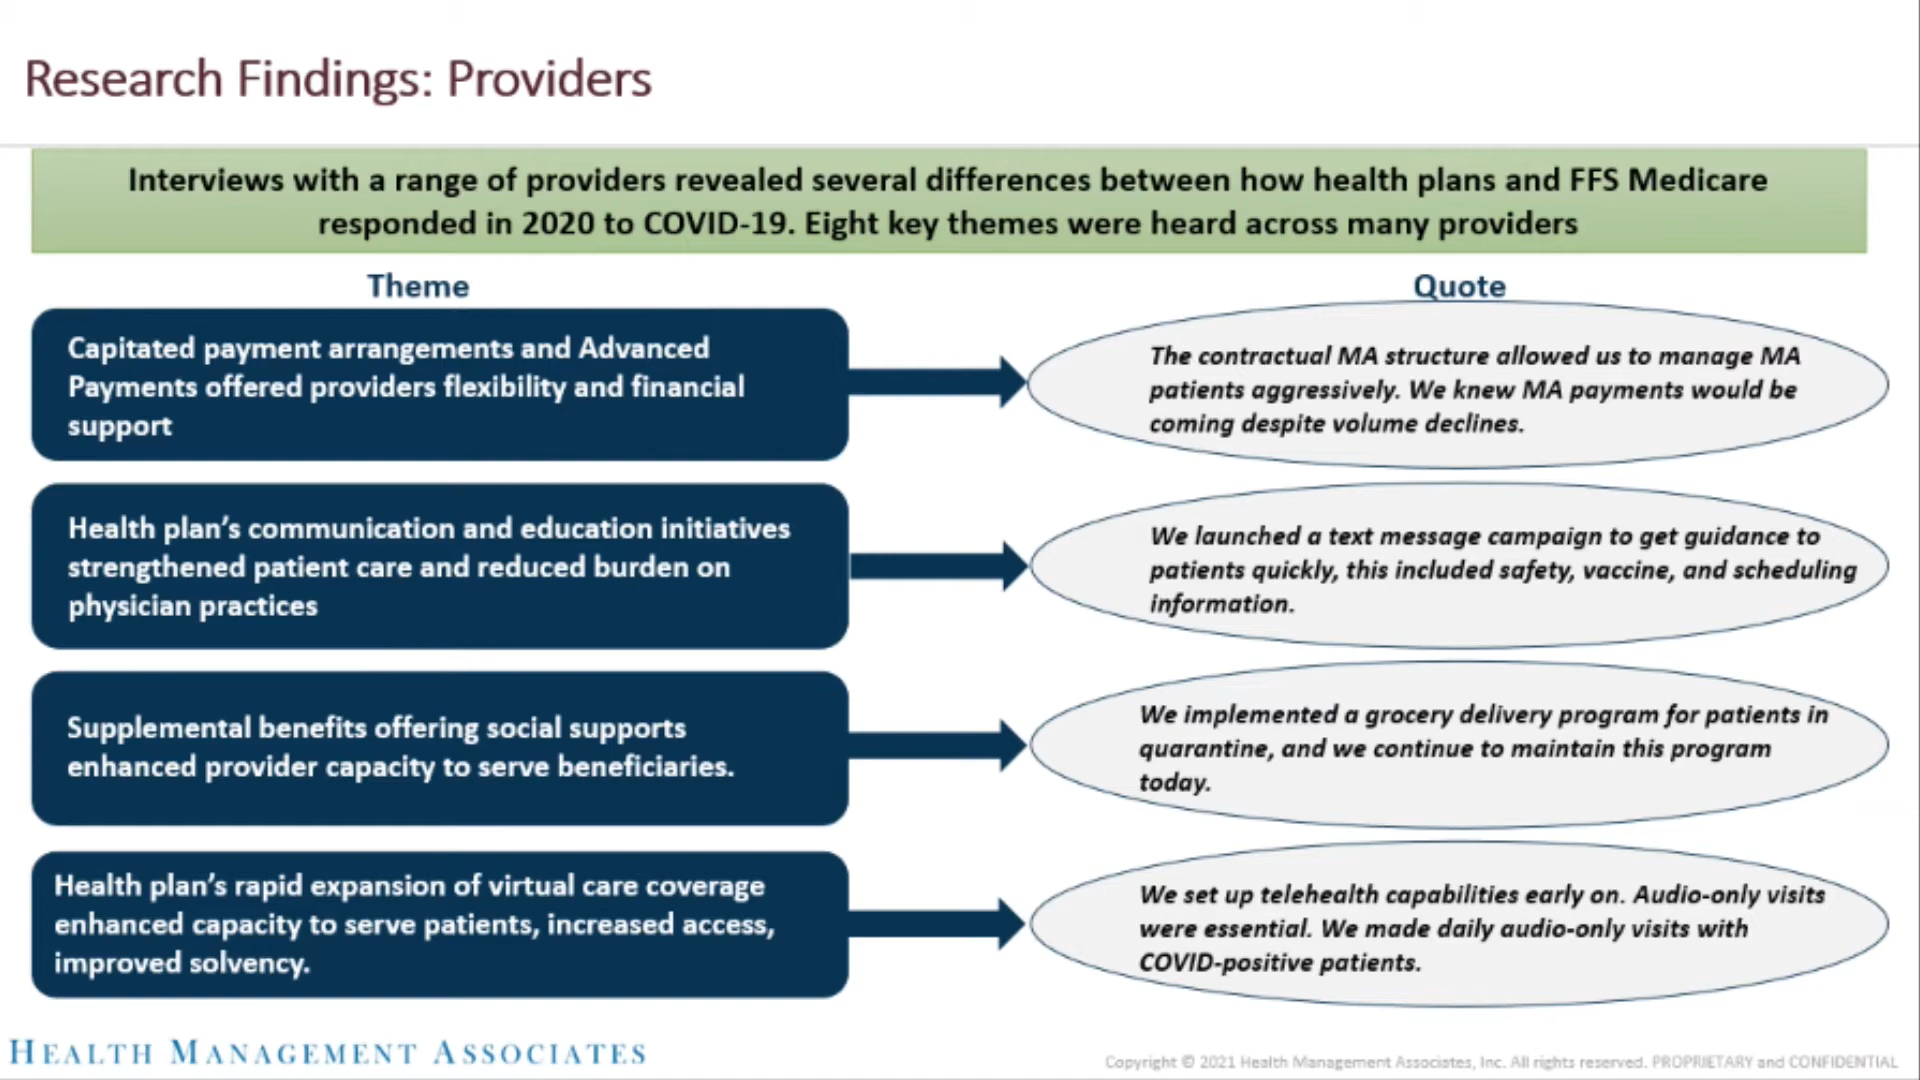 Research Findings: Providers
Interviews with a range of providers revealed several differences between how health plans and FFS Medicare
responded in 2020 to COVID-19. Eight key themes were heard across many providers
Theme
Quote
Capitated payment arrangements and Advanced
Payments offered providers flexibility and financial
support
The contractual MA structure allowed us to manage MA
patients aggressively. We knew MA payments would be
coming despite volume declines.
Health plan’s communication and education initiatives
strengthened patient care and reduced burden on
physician practices
We launched a text message campaign to get guidance to
patients quickly, this included safety, vaccine, and scheduling
information.
Supplemental benefits offering social supports
enhanced provider capacity to serve beneficiaries.
We implemented a grocery delivery program for patients in
quarantine, and we continue to maintain this program
today.
Health plan’s rapid expansion of virtual care coverage
enhanced capacity to serve patients, increased access,
improved solvency.
We set up telehealth capabilities early on. Audio-only visits
were essential. We made daily audio-only visits with
COVID-positive patients.
HEALTH MANAGEMENT ASSOCIATES
Copyright © 2021 Health Management Associates, Inc. All rights reserved. PROPRIETARY and CONFIDENTIAL